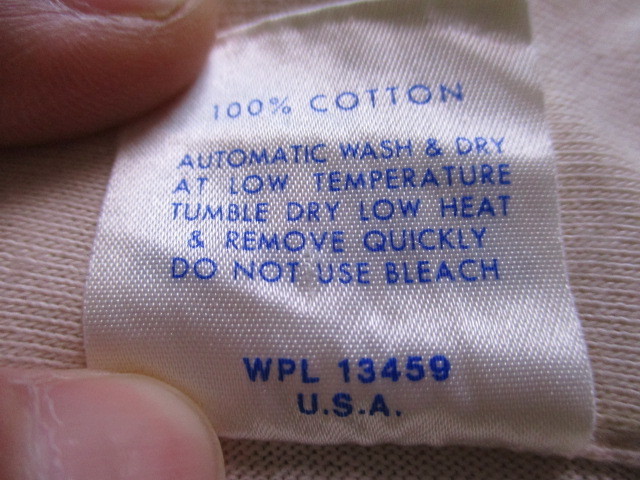 100% COTTON
AUTOMATIC WASH & DRY
AT LOW TEMPERATURE
TUMBLE DRY LOW HEAT
& REMOVE QUICKLY
DO NOT USE BLEACH
WPL 13459
U.S.A.